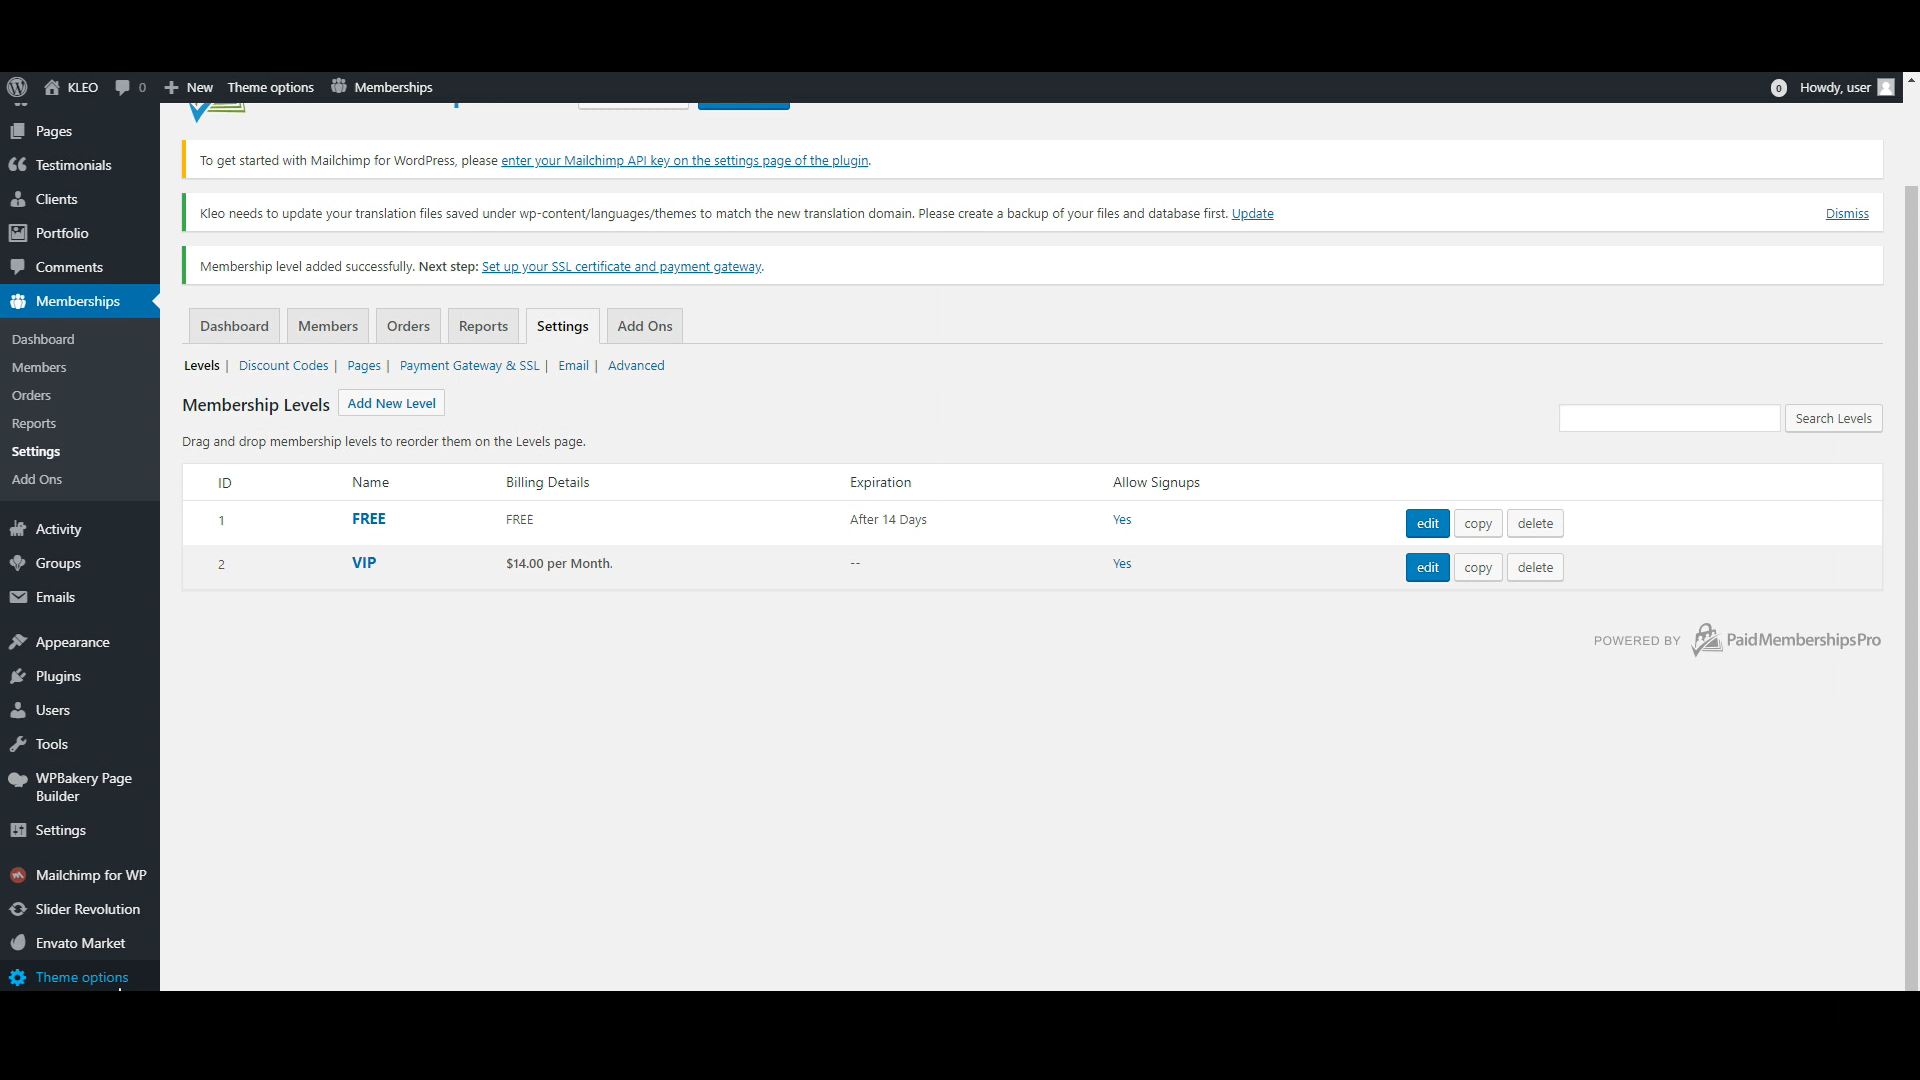 KLEO 0 New Theme options Memberships 0 Howdy, user
Pages
Testimonials
Clients
Portfolio
Comments
Memberships
Dashboard
Members
Orders
Reports
Settings
Add Ons
Activity
Groups
Emails
Appearance
Plugins
Users
Tools
WPBakery Page
Builder
Settings
Mailchimp for WP
Slider Revolution
Envato Market
Theme options
To get started with Mailchimp for WordPress, please enter your Mailchimp API key on the settings page of the plugin.
Kleo needs to update your translation files saved under wp-content/languages/themes to match the new translation domain. Please create a backup of your files and database first. Update Dismiss
Membership level added successfully. Next step: Set up your SSL certificate and payment gateway.
Dashboard Members Orders Reports Settings Add Ons
Levels | Discount Codes | Pages | Payment Gateway & SSL | Email | Advanced
Membership Levels Add New Level
Search Levels
Drag and drop membership levels to reorder them on the Levels page.
ID Name Billing Details Expiration Allow Signups
1 FREE FREE After 14 Days Yes edit copy delete
2 VIP $14.00 per Month. -- Yes edit copy delete
POWERED BY PaidMembershipsPro